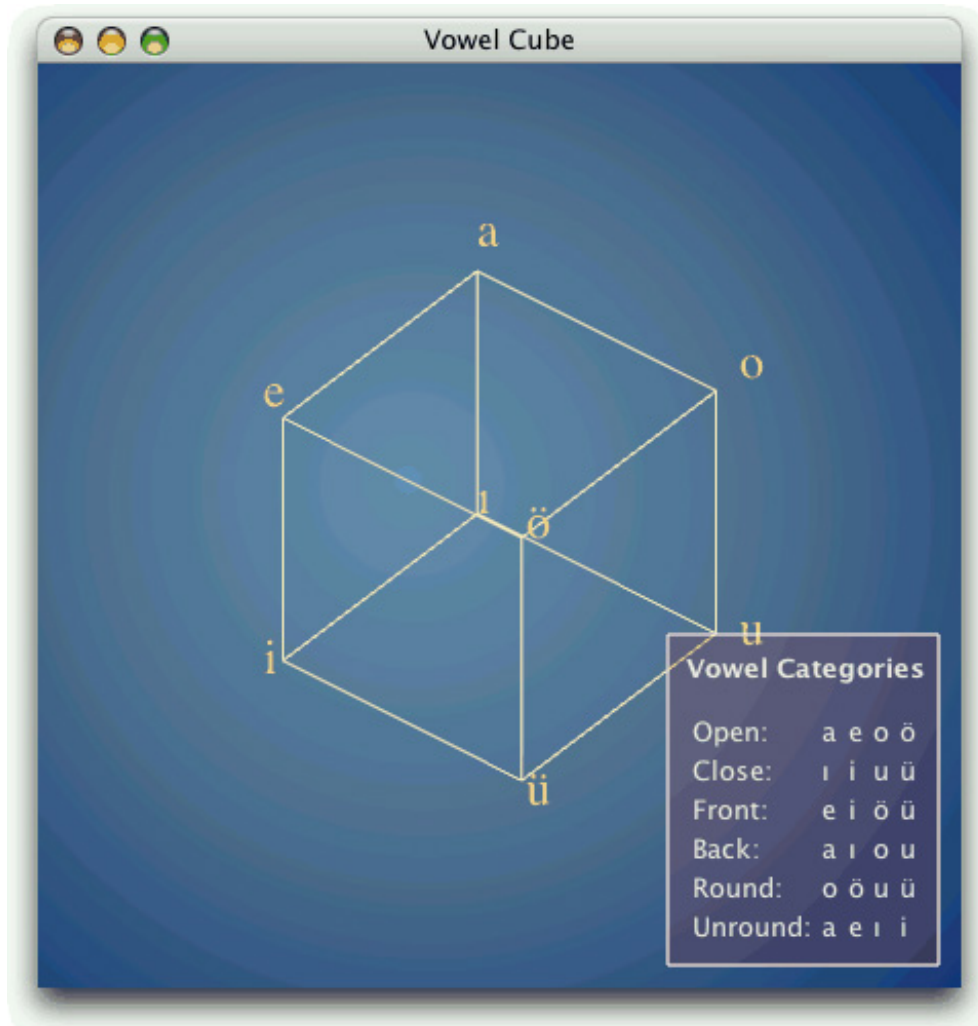 Vowel Cube
a
o
e
ı
ö
u
i
ü
Vowel Categories
Open: a e o ö
Close: ı i u ü
Front: e i ö ü
Back: a ı o u
Round: o ö u ü
Unround: a e ı i